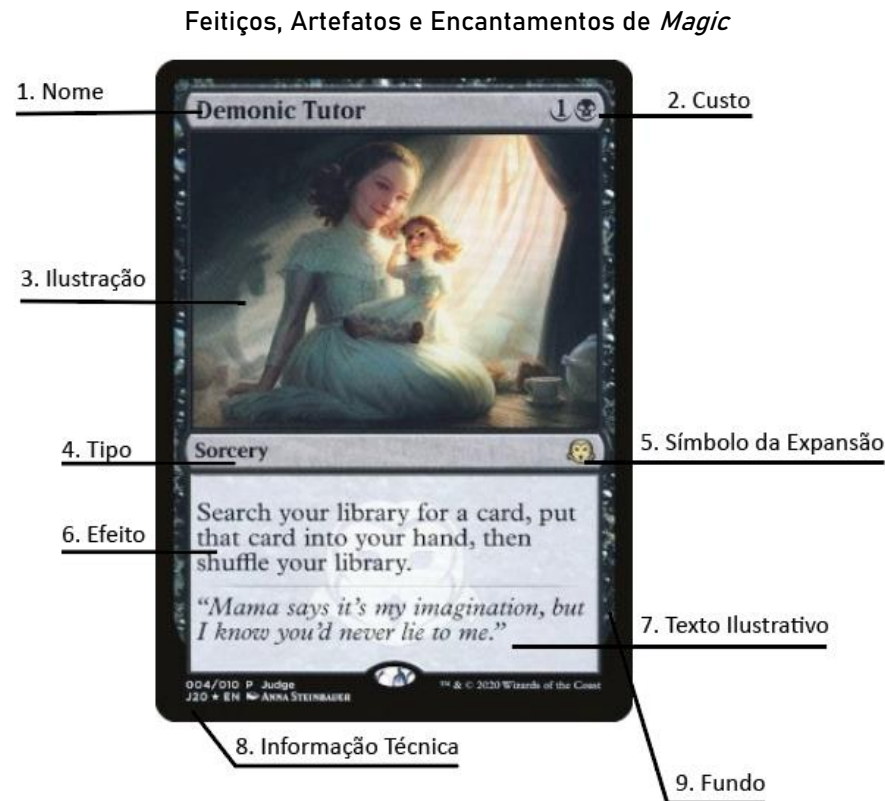 Feitiços, Artefatos e Encantamentos de Magic
1. Nome
Demonic Tutor
1
2. Custo
3. Ilustração
4. Tipo
Sorcery
5. Símbolo da Expansão
6. Efeito
Search your library for a card, put
that card into your hand, then
shuffle your library.
“Mama says it’s my imagination, but
I know you’d never lie to me.”
7. Texto Ilustrativo
004/010 P Judge
J20 ★ EN Anna Steinbauer
™ & © 2020 Wizards of the Coast
8. Informação Técnica
9. Fundo